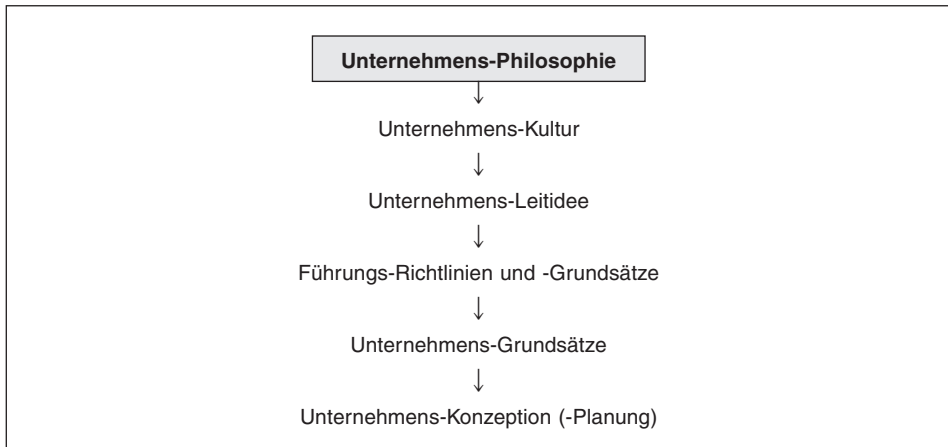 Unternehmens-Philosophie
Unternehmens-Kultur
Unternehmens-Leitidee
Führungs-Richtlinien und -Grundsätze
Unternehmens-Grundsätze
Unternehmens-Konzeption (-Planung)